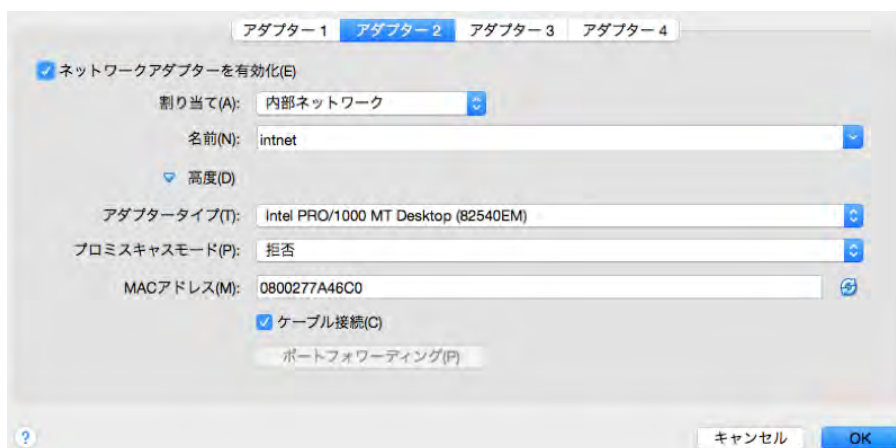 アダプター 1 アダプター 2 アダプター 3 アダプター 4
ネットワークアダプターを有効化(E)
割り当て(A): 内部ネットワーク
名前(N): intnet
高度(D)
アダプタータイプ(T): Intel PRO/1000 MT Desktop (82540EM)
プロミスキャスモード(P): 拒否
MACアドレス(M): 0800277A46C0
ケーブル接続(C)
ポートフォワーディング(P)
? キャンセル OK